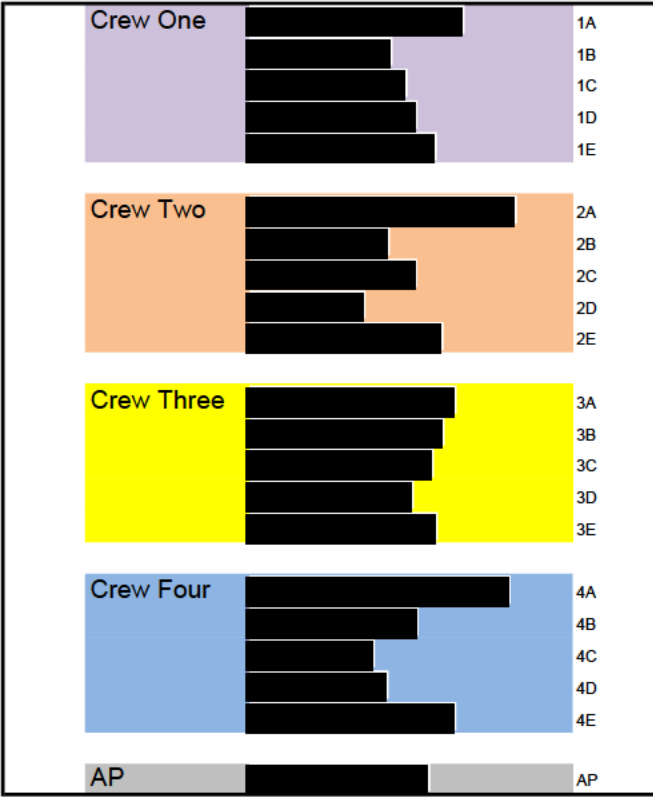 Crew One
1A
1B
1C
1D
1E
Crew Two
2A
2B
2C
2D
2E
Crew Three
3A
3B
3C
3D
3E
Crew Four
4A
4B
4C
4D
4E
AP
AP